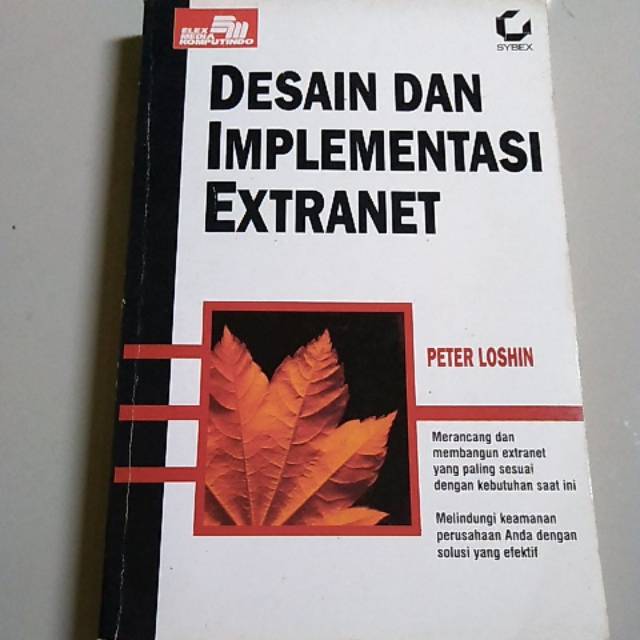 ELEX
MEDIA
KOMPUTINDO
SYBEX
DESAIN DAN
IMPLEMENTASI
EXTRANET
PETER LOSHIN
Merancang dan
membangun extranet
yang paling sesuai
dengan kebutuhan saat ini
Melindungi keamanan
perusahaan Anda dengan
solusi yang efektif